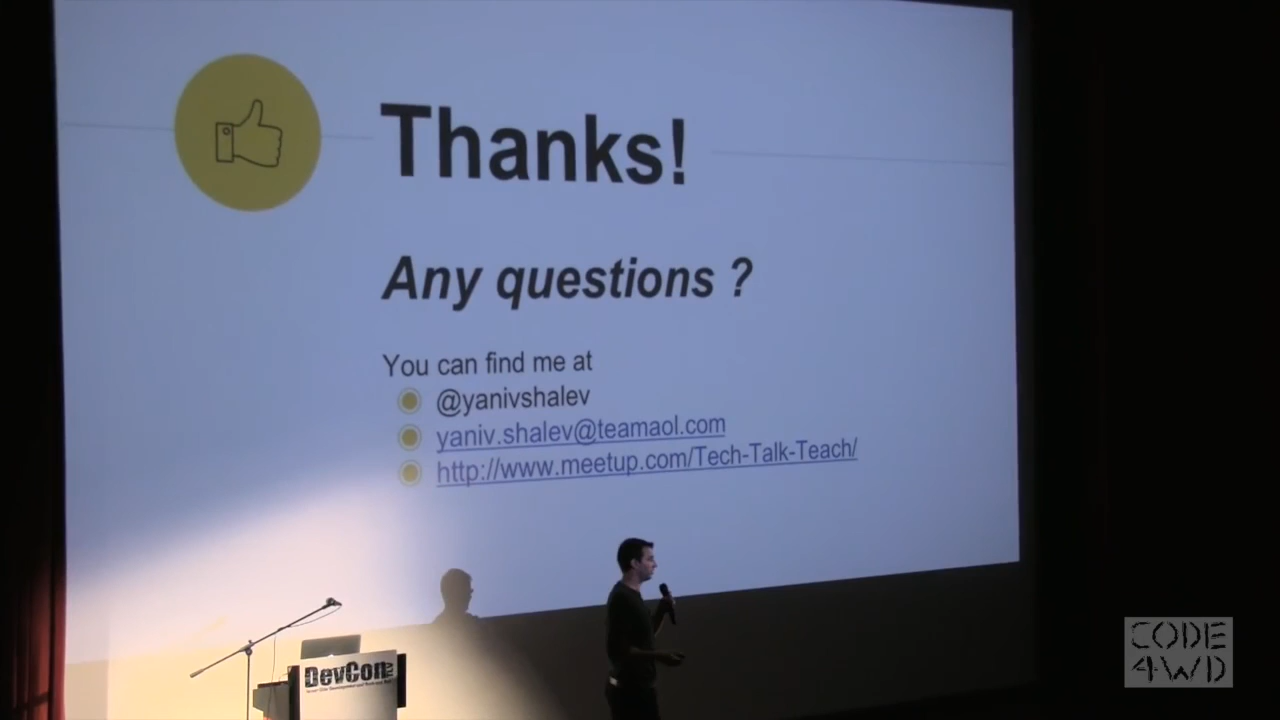 Thanks!
Any questions ?
You can find me at
@yanivshalev
yaniv.shalev@teamaol.com
http://www.meetup.com/Tech-Talk-Teach/
DevCon
CODE
4WD